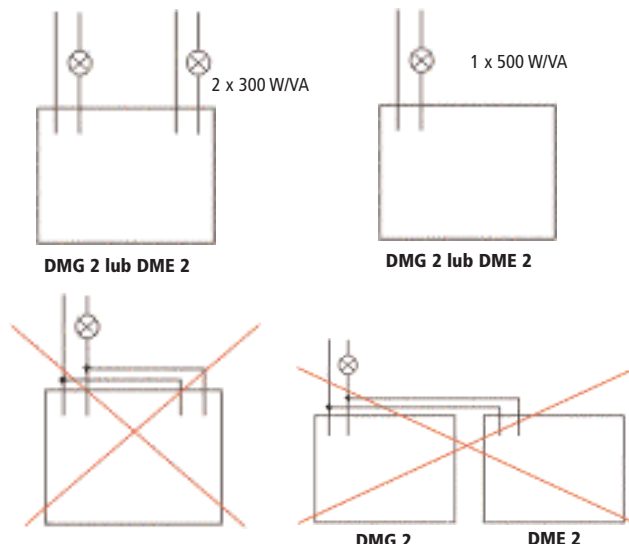 2 x 300 W/VA
1 x 500 W/VA
DMG 2 lub DME 2
DMG 2 lub DME 2
DMG 2
DME 2